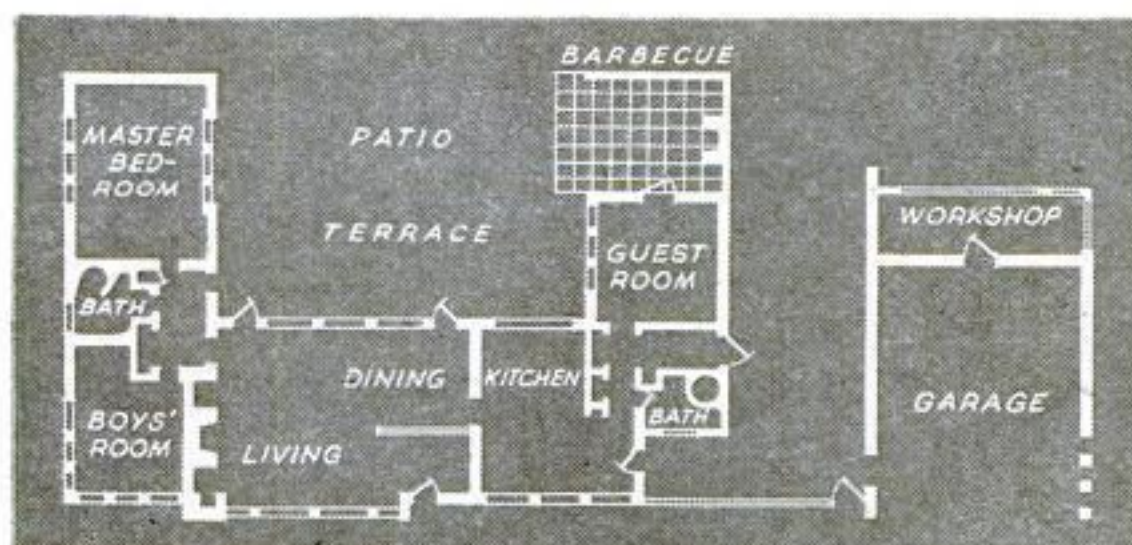 BARBECUE
MASTER
BED-
ROOM
PATIO
TERRACE
WORKSHOP
GUEST
ROOM
BATH
DINING
KITCHEN
GARAGE
BOYS'
ROOM
BATH
LIVING